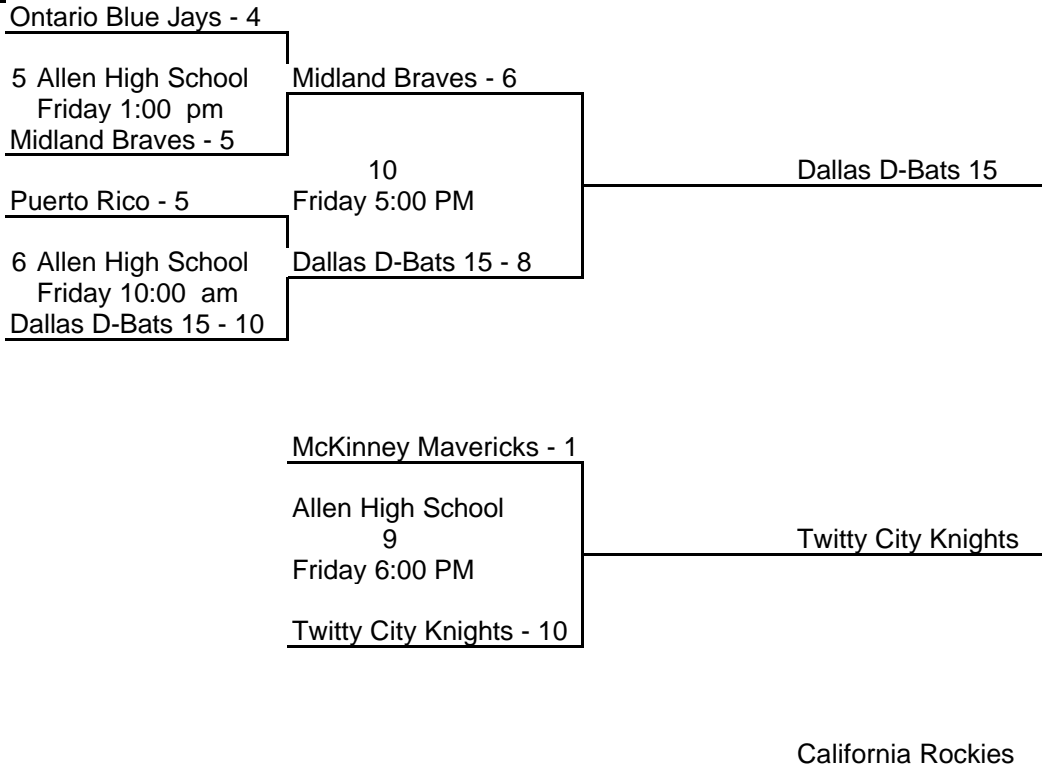 Ontario Blue Jays - 4
5 Allen High School
Friday 1:00 pm
Midland Braves - 5
Midland Braves - 6
10
Friday 5:00 PM
Dallas D-Bats 15
Puerto Rico - 5
6 Allen High School
Friday 10:00 am
Dallas D-Bats 15 - 10
Dallas D-Bats 15 - 8
McKinney Mavericks - 1
Allen High School
9
Friday 6:00 PM
Twitty City Knights - 10
Twitty City Knights
California Rockies